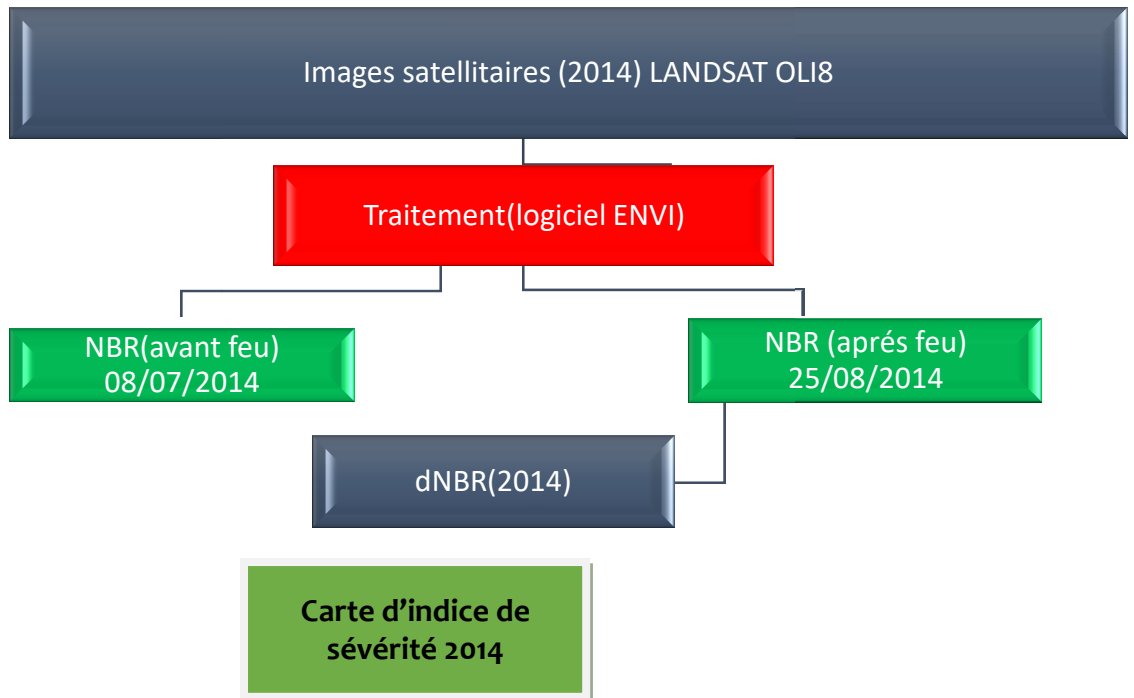 Images satellitaires (2014) LANDSAT OLI8
Traitement(logiciel ENVI)
NBR(avant feu)
08/07/2014
NBR (aprés feu)
25/08/2014
dNBR(2014)
Carte d’indice de
sévérité 2014